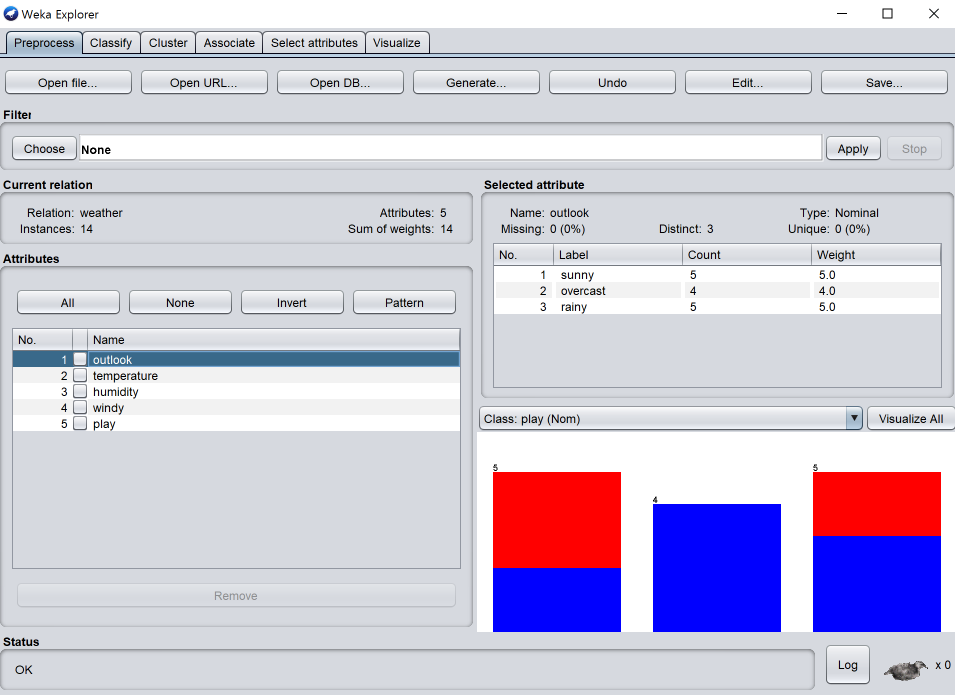 Weka Explorer
Preprocess Classify Cluster Associate Select attributes Visualize
Open file... Open URL... Open DB... Generate... Undo Edit... Save...
Filter
Choose None Apply Stop
Current relation
Relation: weather Attributes: 5
Instances: 14 Sum of weights: 14
Attributes
All None Invert Pattern
No. Name
1 outlook
2 temperature
3 humidity
4 windy
5 play
Remove
Selected attribute
Name: outlook Type: Nominal
Missing: 0 (0%) Distinct: 3 Unique: 0 (0%)
No. Label Count Weight
1 sunny 5 5.0
2 overcast 4 4.0
3 rainy 5 5.0
Class: play (Nom) Visualize All
5 4 5
Status
OK Log x 0